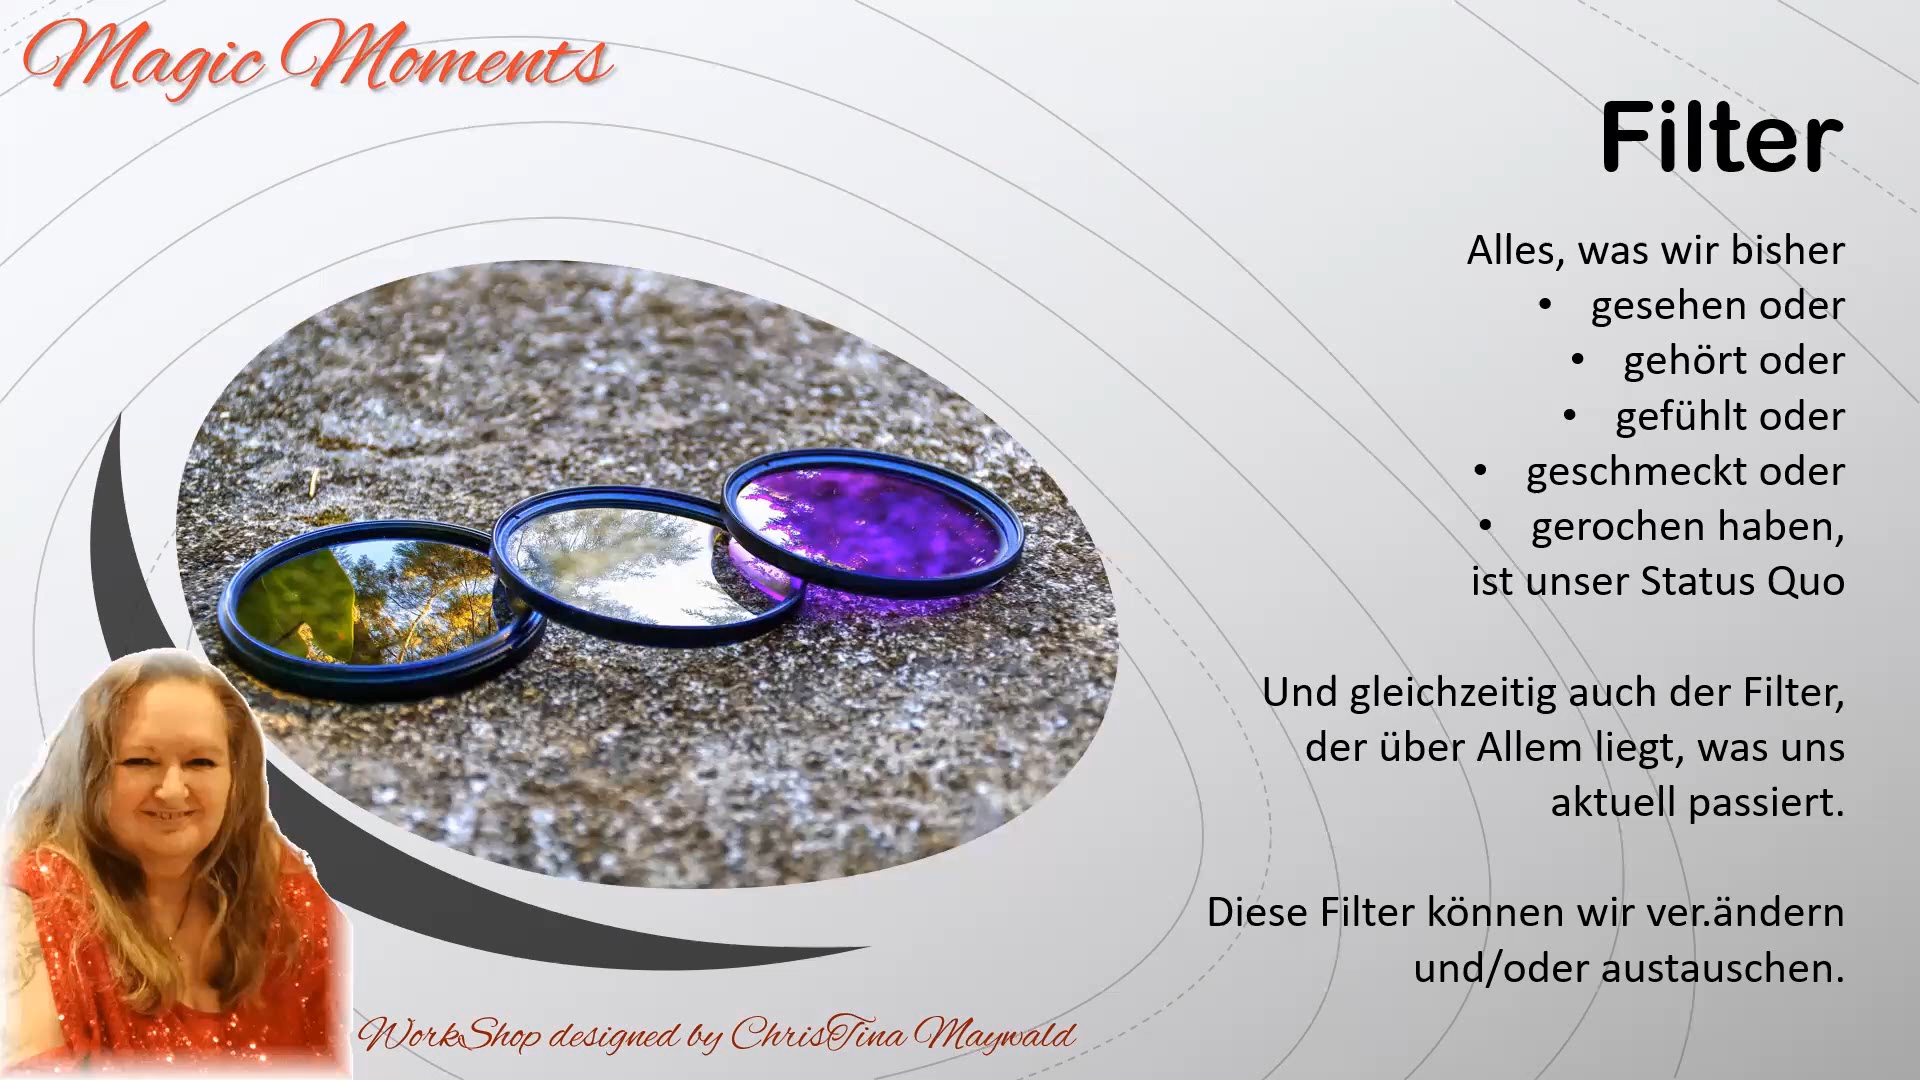 Magic Moments
Filter
Alles, was wir bisher
• gesehen oder
• gehört oder
• gefühlt oder
• geschmeckt oder
• gerochen haben,
ist unser Status Quo
Und gleichzeitig auch der Filter,
der über Allem liegt, was uns
aktuell passiert.
Diese Filter können wir ver.ändern
und/oder austauschen.
WorkShop designed by ChrisTina Maywald